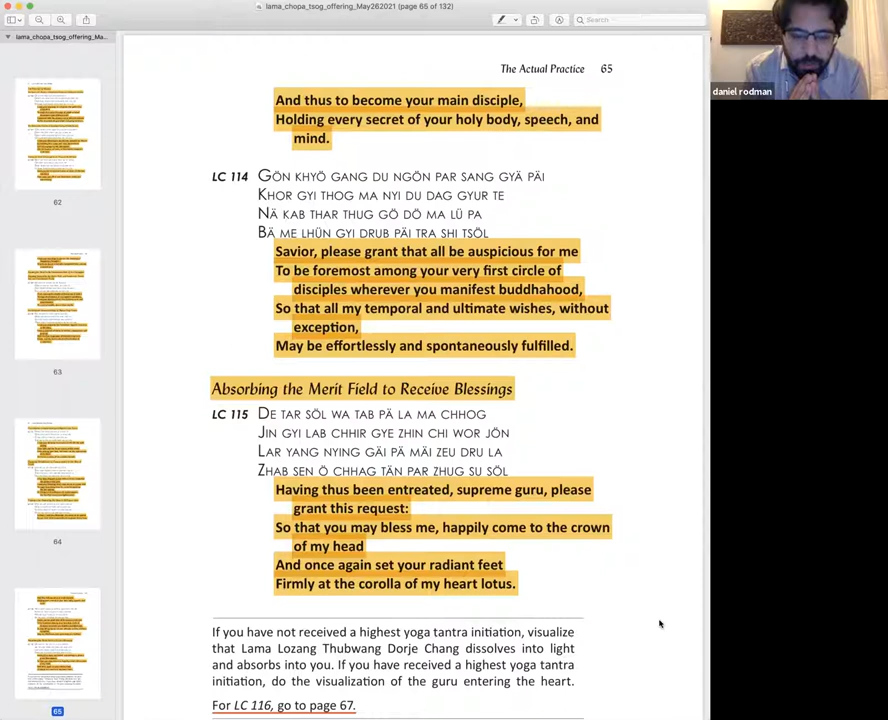 lama_chopa_tsog_offering_May262021 (page 65 of 132)
Search
lama_chopa_tsog_offering_Ma...
daniel rodman
62
63
64
65
The Actual Practice 65
And thus to become your main disciple,
Holding every secret of your holy body, speech, and
mind.
LC 114 GÖN KHYÖ GANG DU NGÖN PAR SANG GYÄ PÄI
KHOR GYI THOG MA NYI DU DAG GYUR TE
NÄ KAB THAR THUG GÖ DÖ MA LÜ PA
BÄ ME LHÜN GYI DRUB PÄI TRA SHI TSÖL
Savior, please grant that all be auspicious for me
To be foremost among your very first circle of
disciples wherever you manifest buddhahood,
So that all my temporal and ultimate wishes, without
exception,
May be effortlessly and spontaneously fulfilled.
Absorbing the Merit Field to Receive Blessings
LC 115 DE TAR SÖL WA TAB PÄ LA MA CHHOG
JIN GYI LAB CHHIR GYE ZHIN CHI WOR JÖN
LAR YANG NYING GÄI PÄ MÄI ZEU DRU LA
ZHAB SEN Ö CHHAG TÄN PAR ZHUG SU SÖL
Having thus been entreated, supreme guru, please
grant this request:
So that you may bless me, happily come to the crown
of my head
And once again set your radiant feet
Firmly at the corolla of my heart lotus.
If you have not received a highest yoga tantra initiation, visualize
that Lama Lozang Thubwang Dorje Chang dissolves into light
and absorbs into you. If you have received a highest yoga tantra
initiation, do the visualization of the guru entering the heart.
For LC 116, go to page 67.